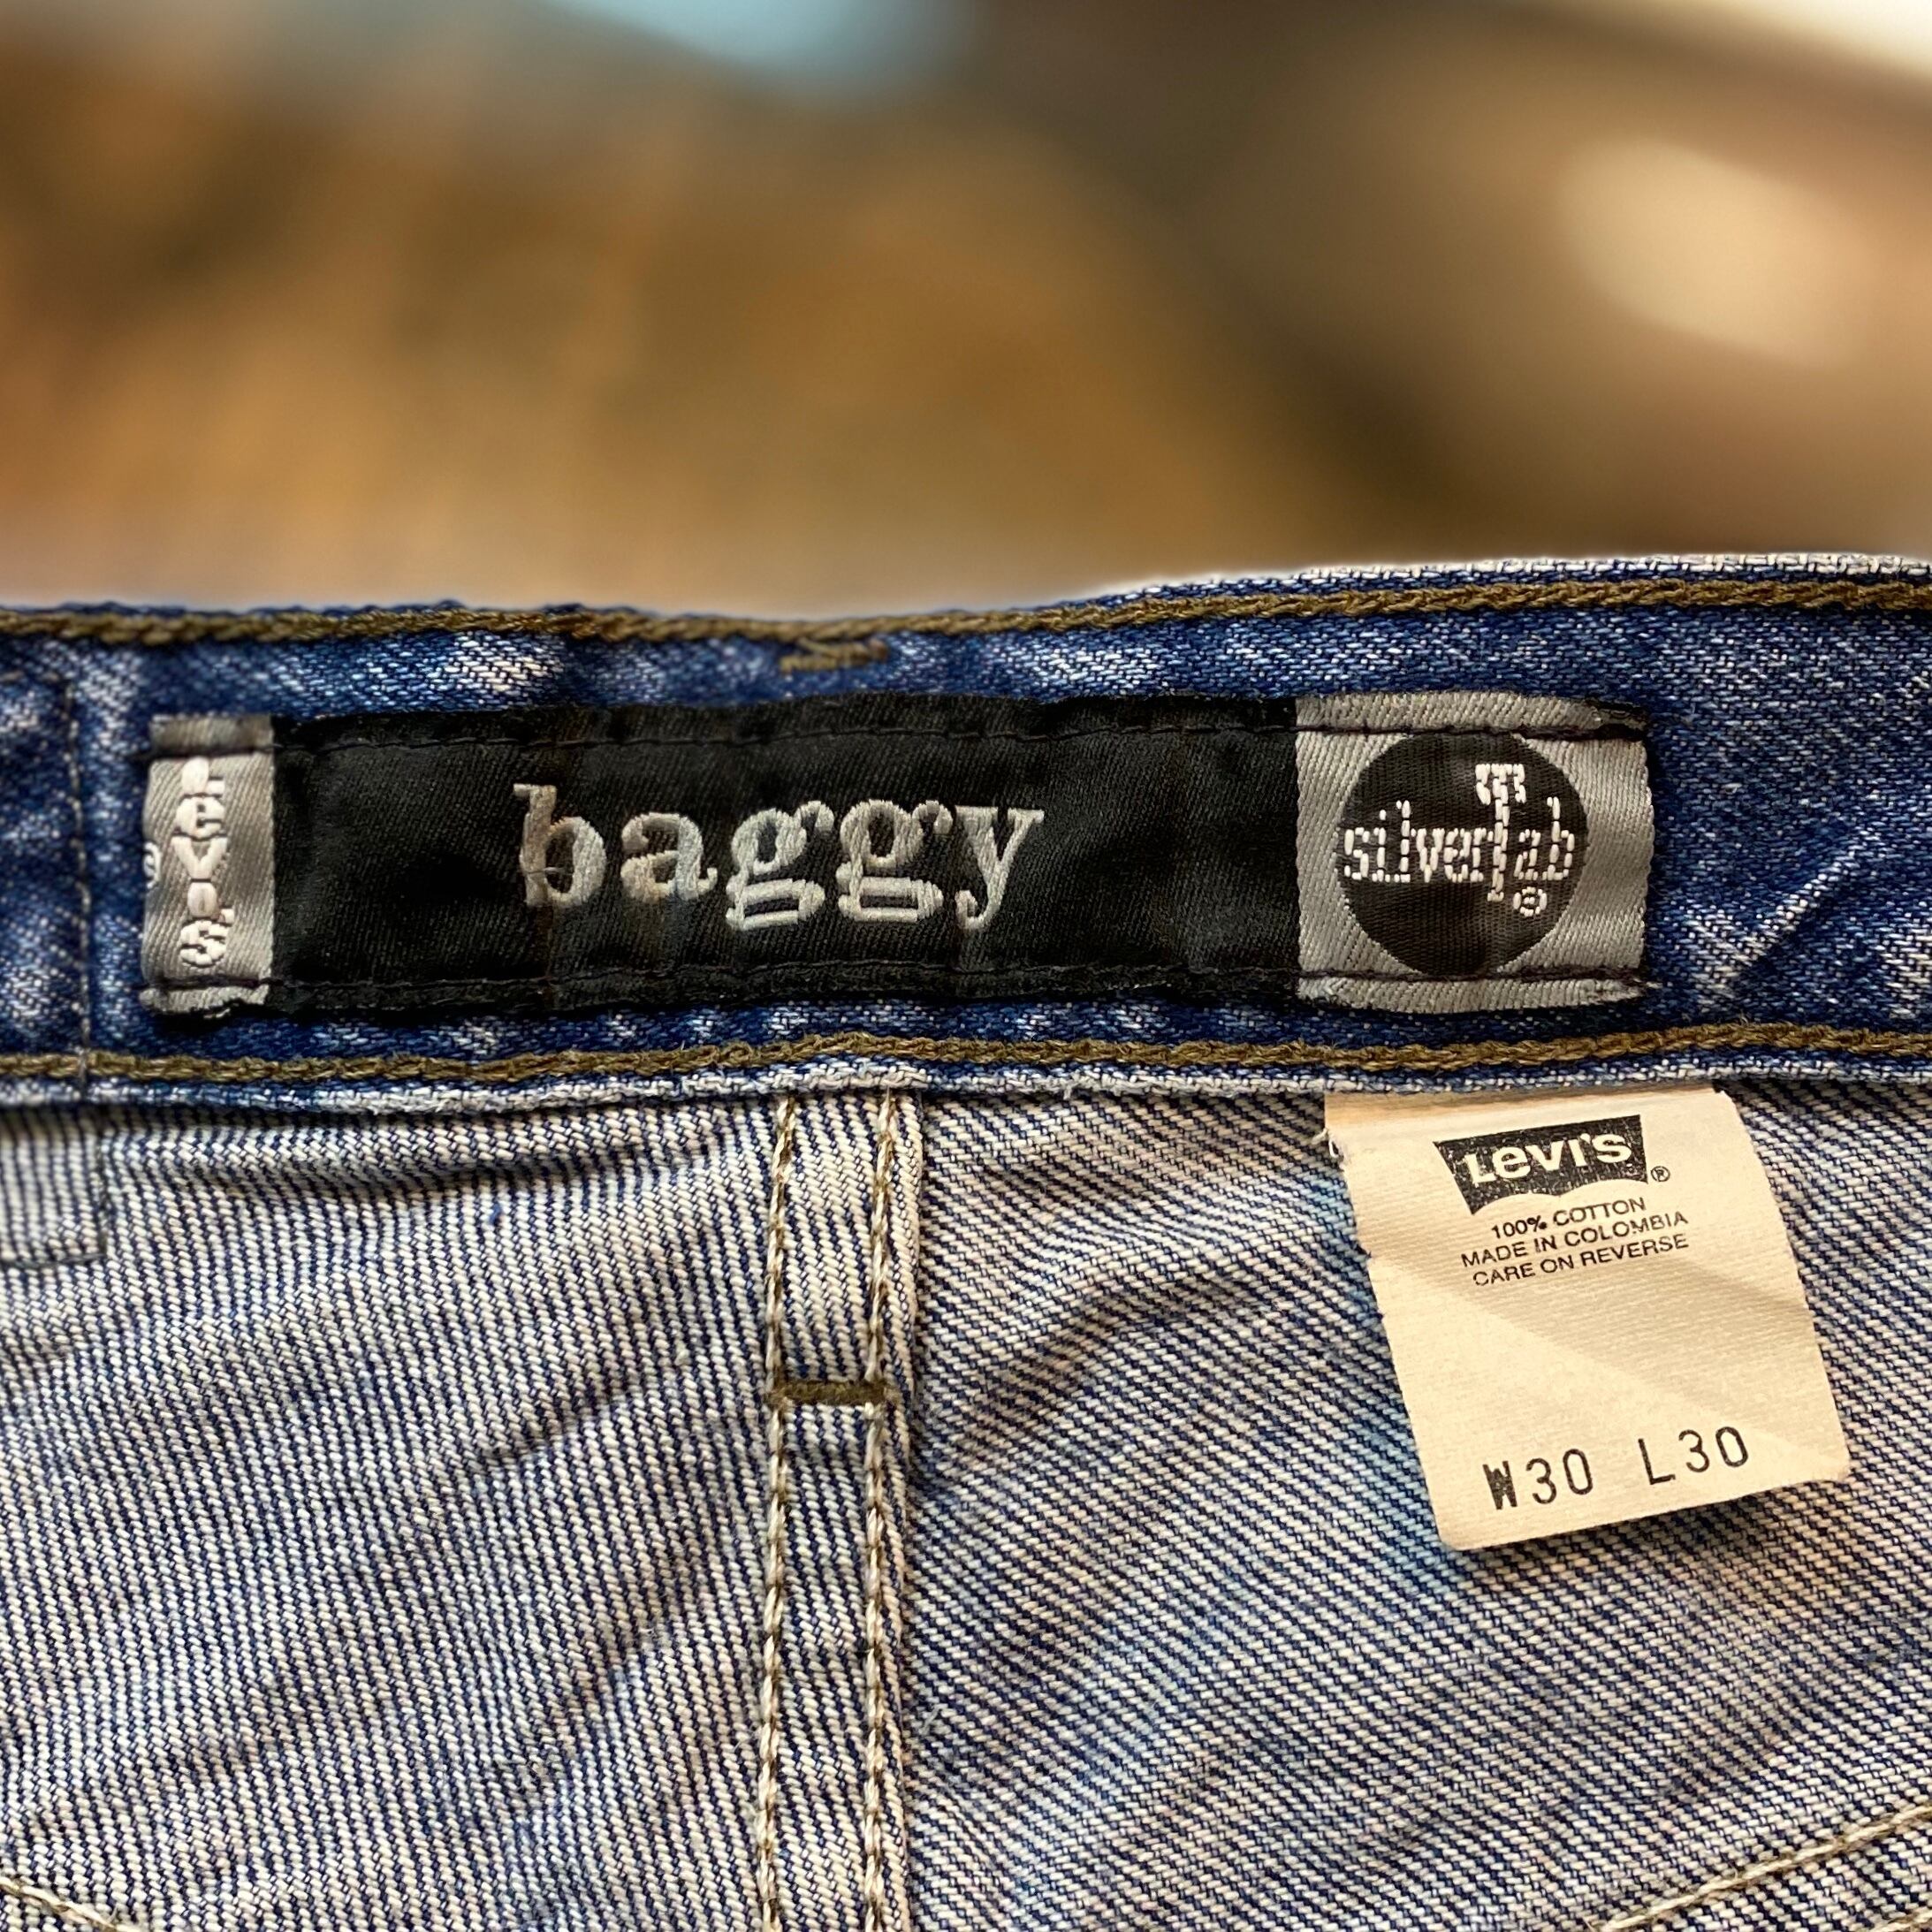 Levi's
baggy
silverTab®
Levi's®
100% COTTON
MADE IN COLOMBIA
CARE ON REVERSE
W30 L30